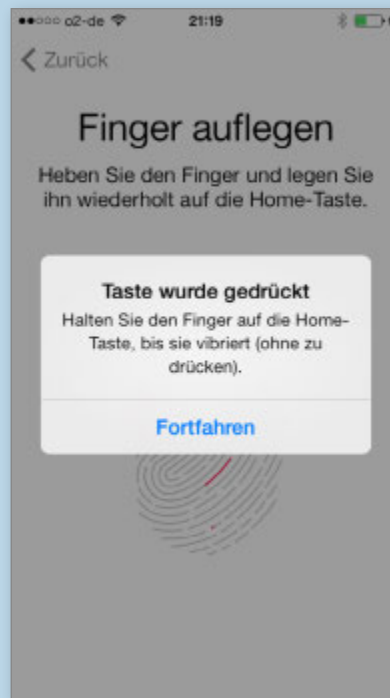 o2-de 21:19
Zurück
Finger auflegen
Heben Sie den Finger und legen Sie
ihn wiederholt auf die Home-Taste.
Taste wurde gedrückt
Halten Sie den Finger auf die Home-
Taste, bis sie vibriert (ohne zu
drücken).
Fortfahren